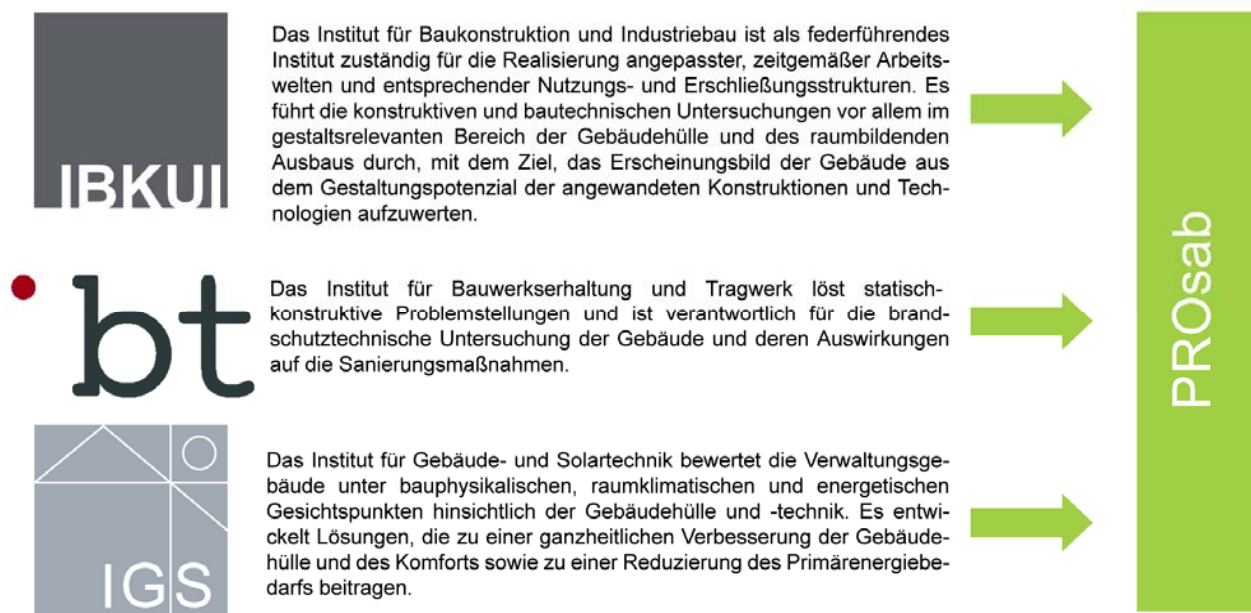 IBKUI
Das Institut für Baukonstruktion und Industriebau ist als federführendes
Institut zuständig für die Realisierung angepasster, zeitgemäßer Arbeits-
welten und entsprechender Nutzungs- und Erschließungsstrukturen. Es
führt die konstruktiven und bautechnischen Untersuchungen vor allem im
gestaltsrelevanten Bereich der Gebäudehülle und des raumbildenden
Ausbaus durch, mit dem Ziel, das Erscheinungsbild der Gebäude aus
dem Gestaltungspotenzial der angewandeten Konstruktionen und Tech-
nologien aufzuwerten.
bt
Das Institut für Bauwerkserhaltung und Tragwerk löst statisch-
konstruktive Problemstellungen und ist verantwortlich für die brand-
schutztechnische Untersuchung der Gebäude und deren Auswirkungen
auf die Sanierungsmaßnahmen.
IGS
Das Institut für Gebäude- und Solartechnik bewertet die Verwaltungsge-
bäude unter bauphysikalischen, raumklimatischen und energetischen
Gesichtspunkten hinsichtlich der Gebäudehülle und -technik. Es entwi-
ckelt Lösungen, die zu einer ganzheitlichen Verbesserung der Gebäude-
hülle und des Komforts sowie zu einer Reduzierung des Primärenergiebe-
darfs beitragen.
PROsab